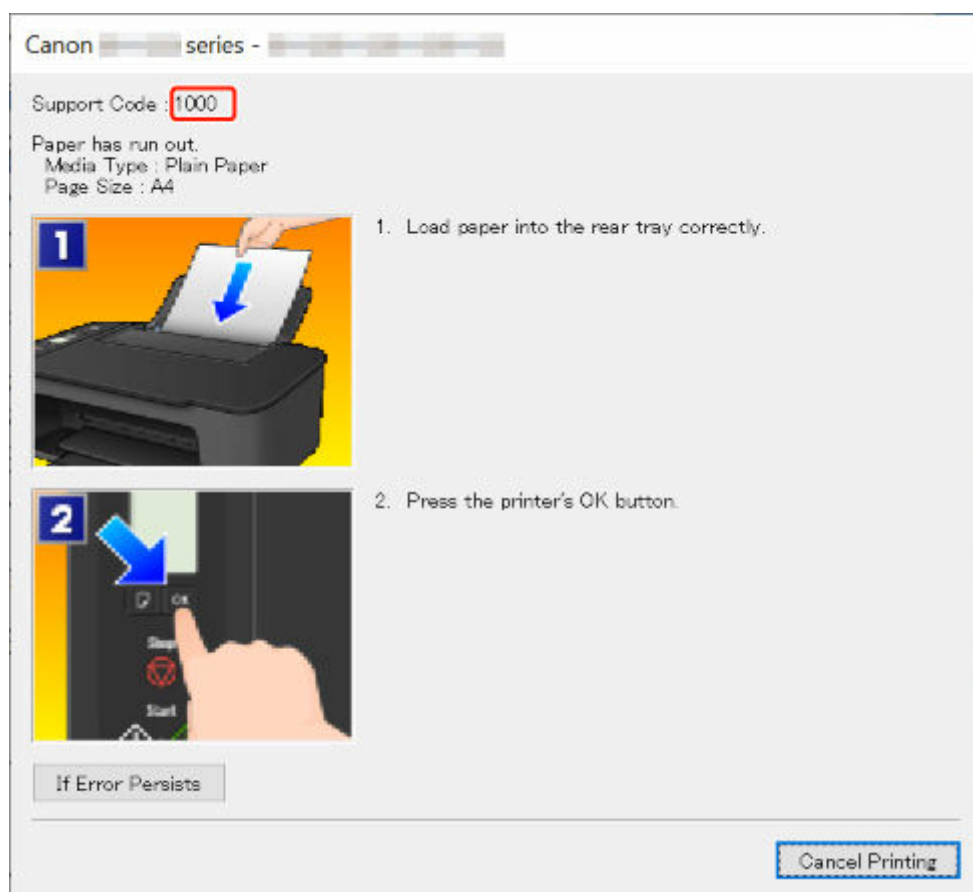 Canon series -
Support Code : 1000
Paper has run out.
Media Type : Plain Paper
Page Size : A4
1
1. Load paper into the rear tray correctly.
2
2. Press the printer's OK button.
OK
Stop
Start
If Error Persists
Cancel Printing